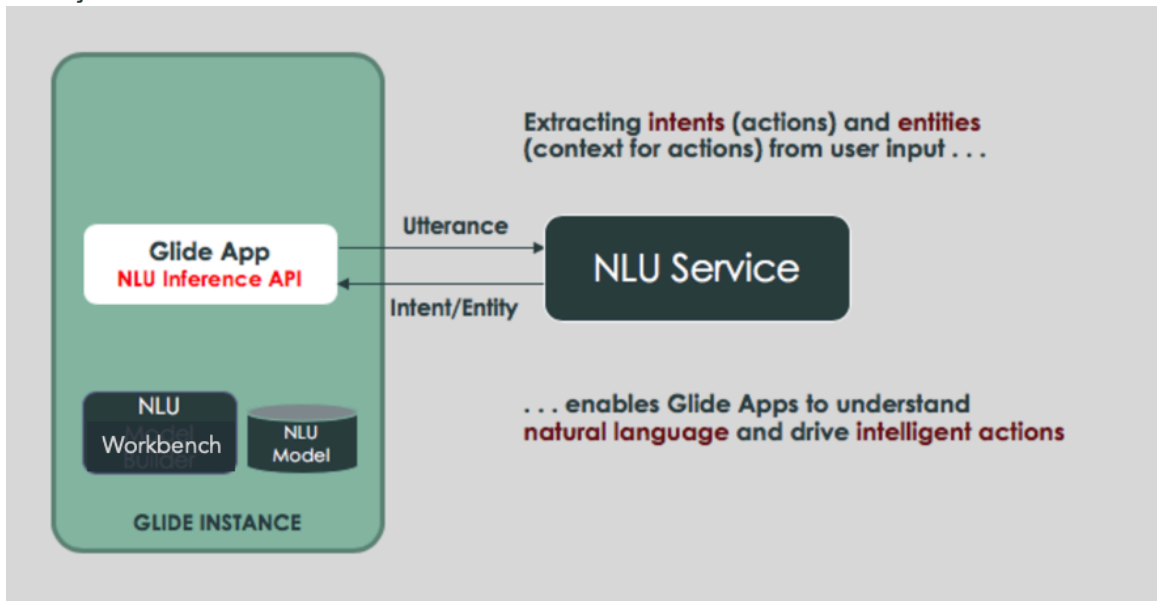 Extracting intents (actions) and entities
(context for actions) from user input . . .
Utterance
Glide App
NLU Inference API
NLU Service
Intent/Entity
. . . enables Glide Apps to understand
natural language and drive intelligent actions
NLU
Workbench
NLU
Model
GLIDE INSTANCE